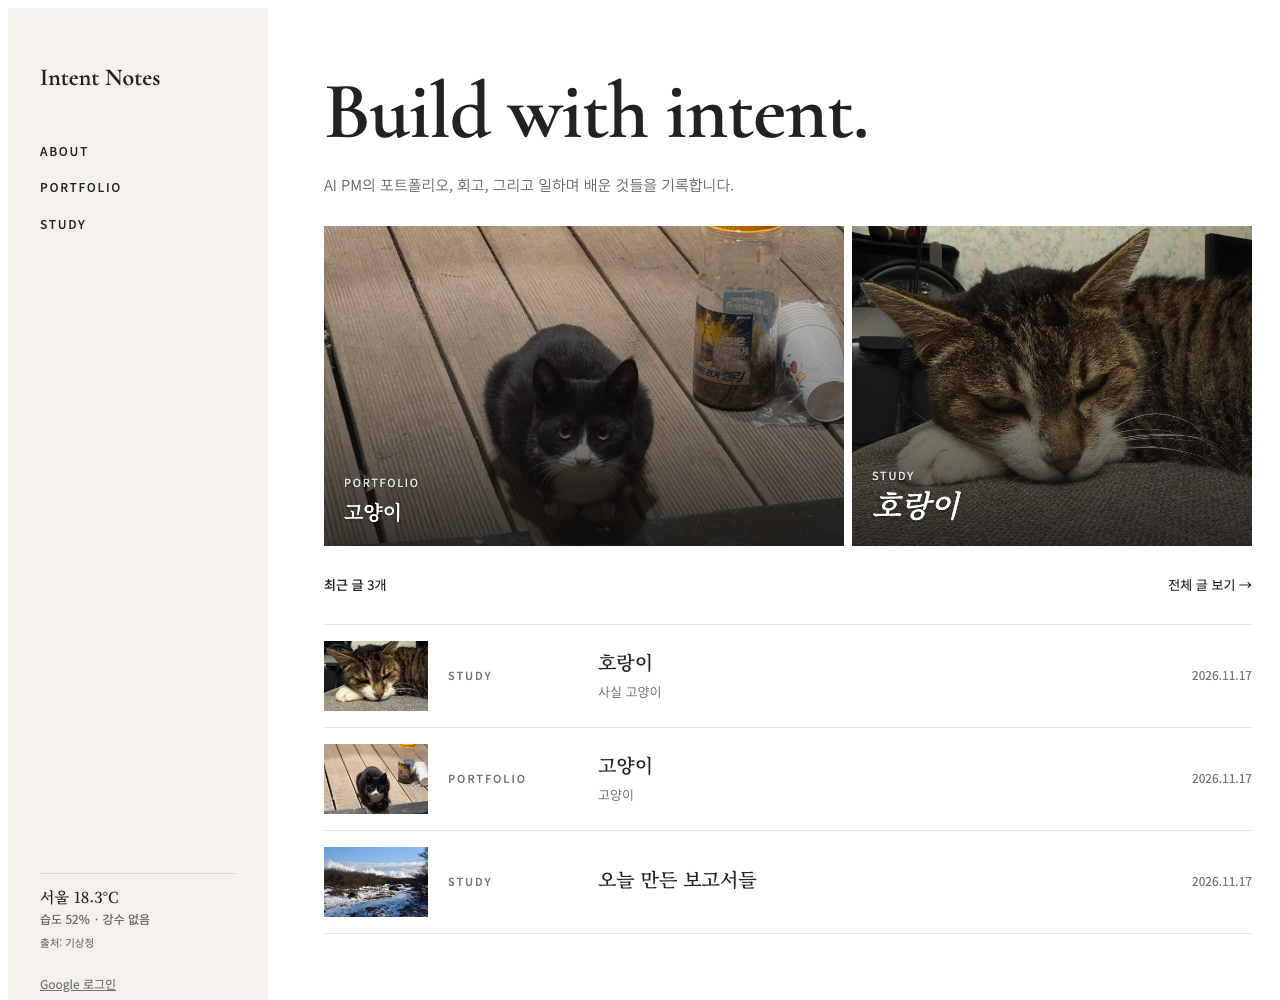 Intent Notes
ABOUT
PORTFOLIO
STUDY
서울 18.3°C
습도 52% · 강수 없음
출처: 기상청
Google 로그인
Build with intent.
AI PM의 포트폴리오, 회고, 그리고 일하며 배운 것들을 기록합니다.
PORTFOLIO
고양이
STUDY
호랑이
최근 글 3개
전체 글 보기 →
STUDY
호랑이
사실 고양이
2026.11.17
PORTFOLIO
고양이
고양이
2026.11.17
STUDY
오늘 만든 보고서들
2026.11.17